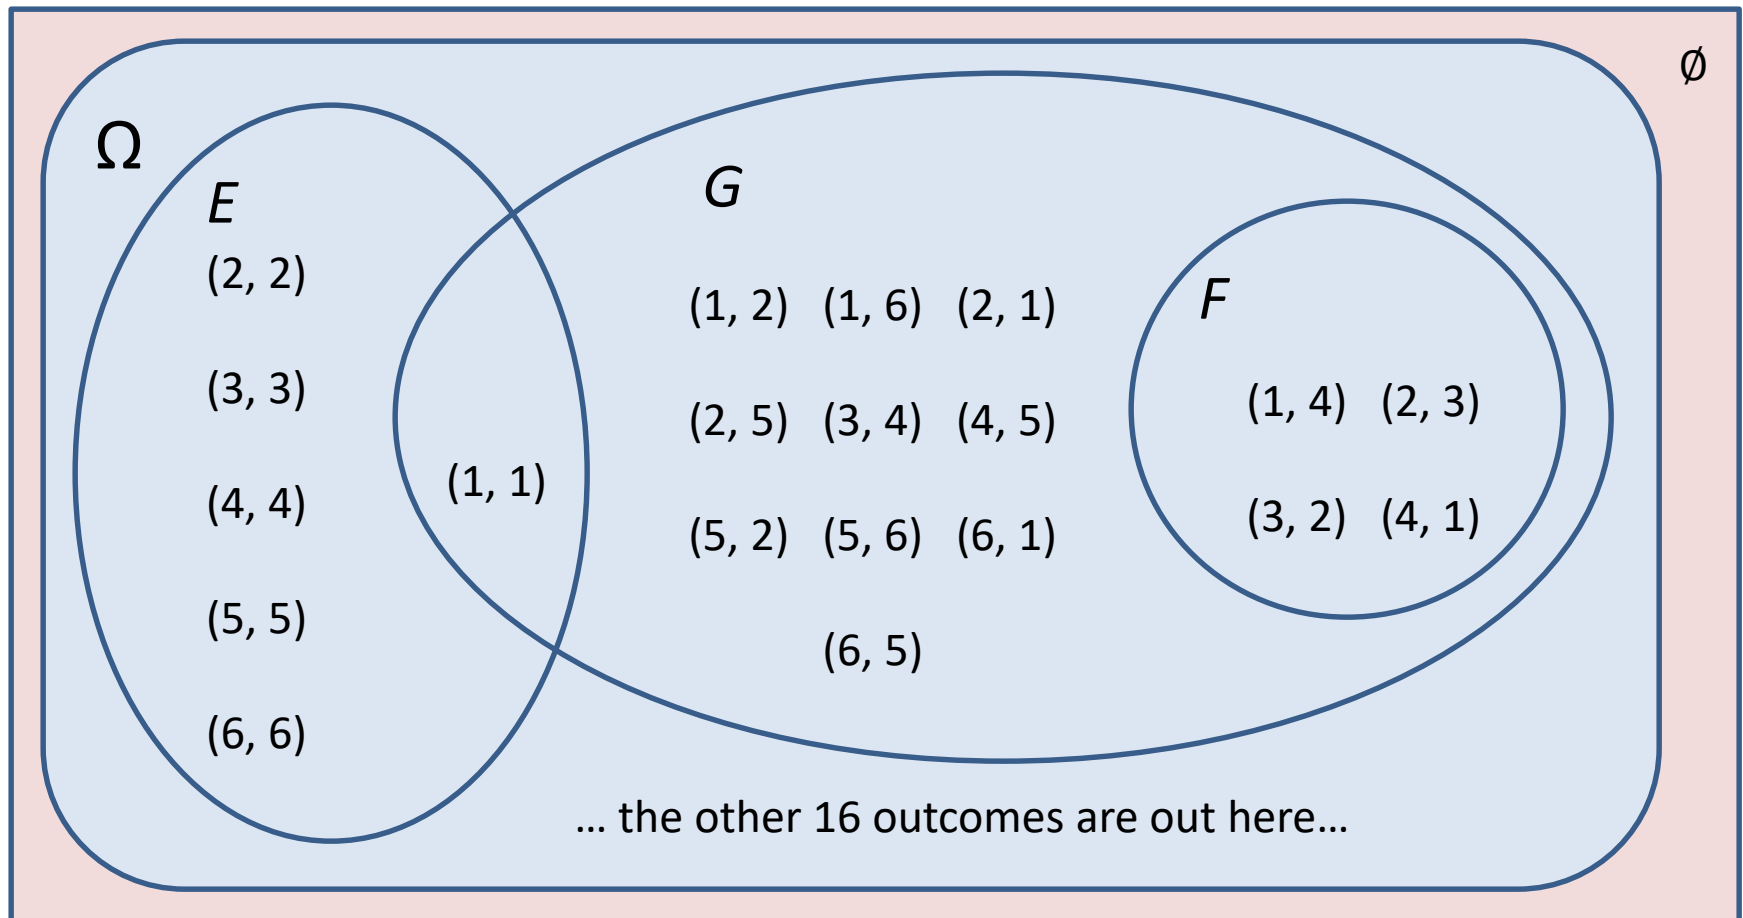 ∅
Ω
E
G
(2, 2)
F
(1, 2) (1, 6) (2, 1)
(3, 3)
(1, 4) (2, 3)
(2, 5) (3, 4) (4, 5)
(1, 1)
(4, 4)
(3, 2) (4, 1)
(5, 2) (5, 6) (6, 1)
(5, 5)
(6, 5)
(6, 6)
... the other 16 outcomes are out here...